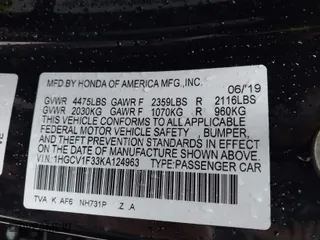 MFD BY HONDA OF AMERICA MFG.,INC. 06/'19
GVWR 4475LBS GAWR F 2359LBS R 2116LBS
GVWR 2030KG GAWR F 1070KG R 960KG
THIS VEHICLE CONFORMS TO ALL APPLICABLE
FEDERAL MOTOR VEHICLE SAFETY , BUMPER,
AND THEFT PREVENTION STANDARDS IN EFFECT
ON THE DATE OF MANUFACTURE SHOWN ABOVE.
V I N: 1HGCV1F33KA124963 TYPE:PASSENGER CAR
TVA K AF6 NH731P Z A